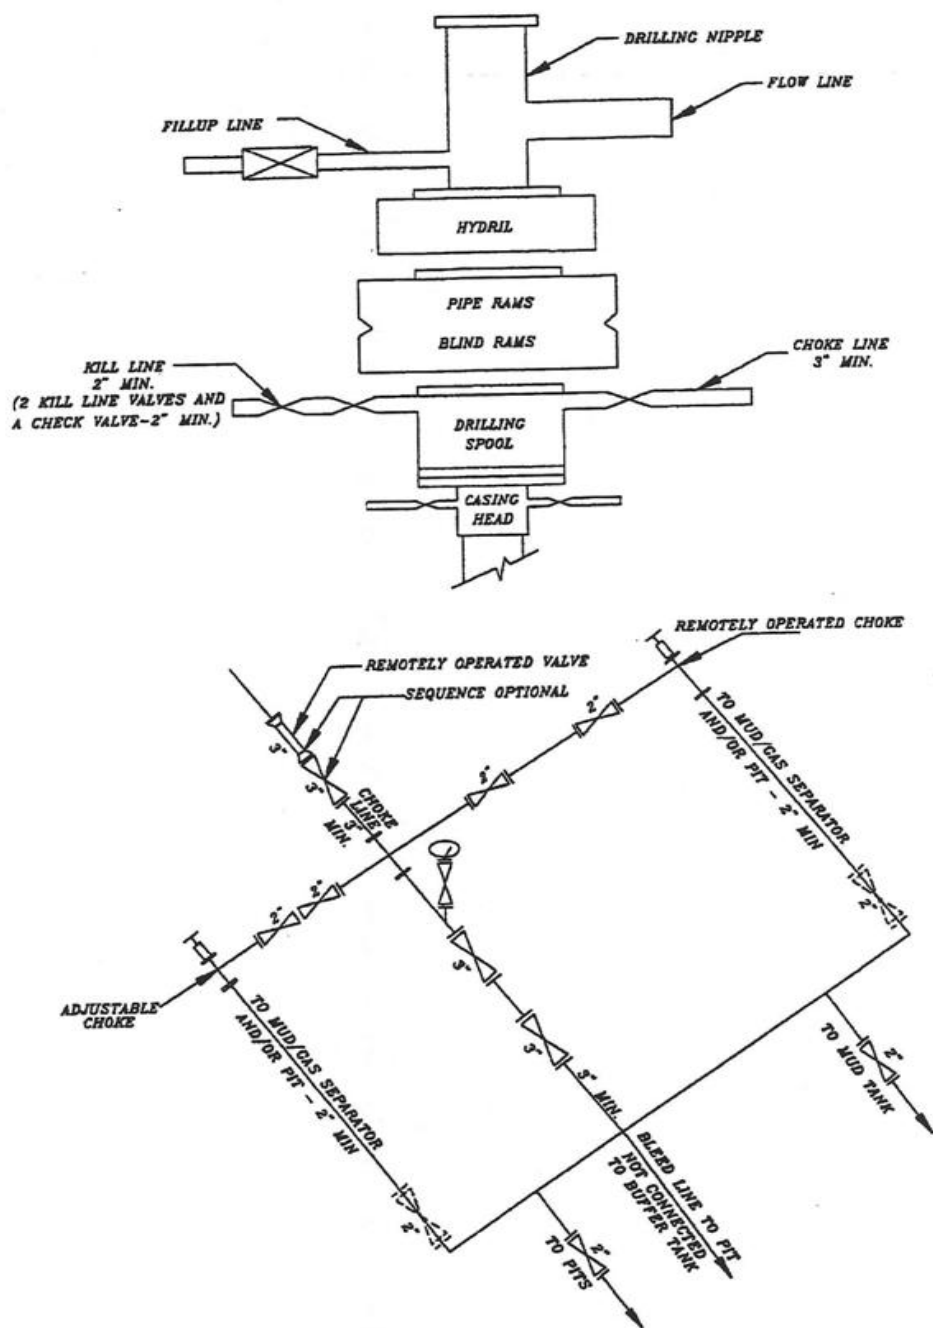 DRILLING NIPPLE
FLOW LINE
FILLUP LINE
HYDRIL
PIPE RAMS
BLIND RAMS
KILL LINE
2" MIN.
(2 KILL LINE VALVES AND
A CHECK VALVE-2" MIN.)
CHOKE LINE
3" MIN.
DRILLING
SPOOL
CASING
HEAD
REMOTELY OPERATED CHOKE
REMOTELY OPERATED VALVE
SEQUENCE OPTIONAL
3"
3"
CHOKE
LINE
3"
MIN.
2"
2"
2"
2"
TO MUD/GAS SEPARATOR
AND/OR PIT - 2" MIN
2"
ADJUSTABLE
CHOKE
TO MUD/GAS SEPARATOR
AND/OR PIT - 2" MIN
2"
3"
3"
3" MIN.
BLEED LINE TO PIT
NOT CONNECTED
TO BUFFER TANK
2"
TO MUD TANK
2"
TO PITS